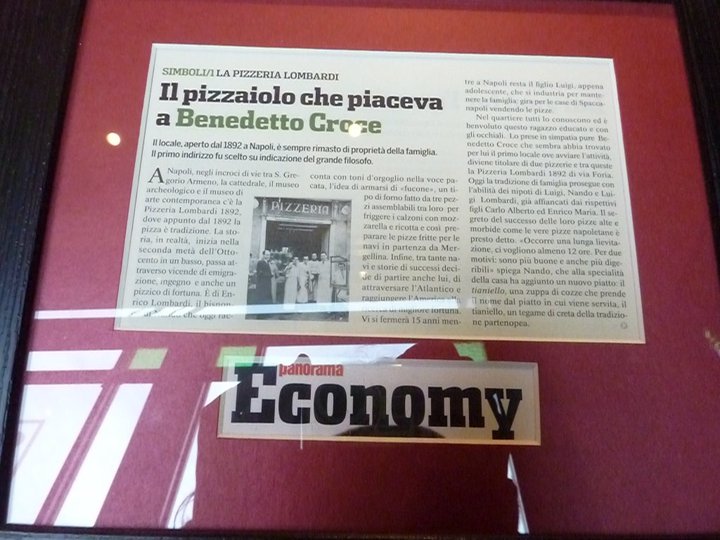 SIMBOLI/1 LA PIZZERIA LOMBARDI
Il pizzaiolo che piaceva
a Benedetto Croce
Il locale, aperto dal 1892 a Napoli, è sempre rimasto di proprietà della famiglia.
Il primo indirizzo fu scelto su indicazione del grande filosofo.
A Napoli, negli incroci di vie tra S. Gre-
gorio Armeno, la cattedrale, il museo
archeologico e il museo di
arte contemporanea c'è la
Pizzeria Lombardi 1892,
dove appunto dal 1892 la
pizza è tradizione. La sto-
ria, in realtà, inizia nella
seconda metà dell'Otto-
cento in un basso, passa at-
traverso vicende di emigra-
zione, ingegno e anche un
pizzico di fortuna. È di En-
rico Lombardi, il bisnon-
che oggi rac-
PIZZERIA
conta con toni d'orgoglio nella voce pa-
cata, l'idea di armarsi di «fucone», un ti-
po di forno fatto da tre pez-
zi assemblabili tra loro per
friggere i calzoni con moz-
zarella e ricotta e così pre-
parare le pizze fritte per le
navi in partenza da Mer-
gellina. Infine, tra tante na-
vi e storie di successi deci-
de di partire anche lui, di
attraversare l'Atlantico e
raggiungere l'America alla
ricerca di migliore fortuna.
Vi si fermerà 15 anni men-
tre a Napoli resta il figlio Luigi, appena
adolescente, che si industria per mante-
nere la famiglia: gira per le case di Spacca-
napoli vendendo le pizze.
Nel quartiere tutti lo conoscono ed è
benvoluto questo ragazzo educato e con
gli occhiali. Lo prese in simpatia pure Be-
nedetto Croce che sembra abbia trovato
per lui il primo locale ove avviare l'attività,
diviene titolare di due pizzerie e tra queste
la Pizzeria Lombardi 1892 di via Foria.
Oggi la tradizione di famiglia prosegue con
l'abilità dei nipoti di Luigi, Nando e Lui-
gi Lombardi, già affiancati dai rispettivi
figli Carlo Alberto ed Enrico Maria. Il se-
greto del successo delle loro pizze alte e
morbide come le vere pizze napoletane è
presto detto. «Occorre una lunga lievita-
zione, ci vogliono almeno 12 ore. Per due
motivi: sono più buone e anche più dige-
ribili» spiega Nando, che alla specialità
della casa ha aggiunto un nuovo piatto: il
tianiello, una zuppa di cozze che prende
il nome dal piatto in cui viene servita, il
tianiello, un tegame di creta della tradizio-
ne partenopea.
panorama
Economy